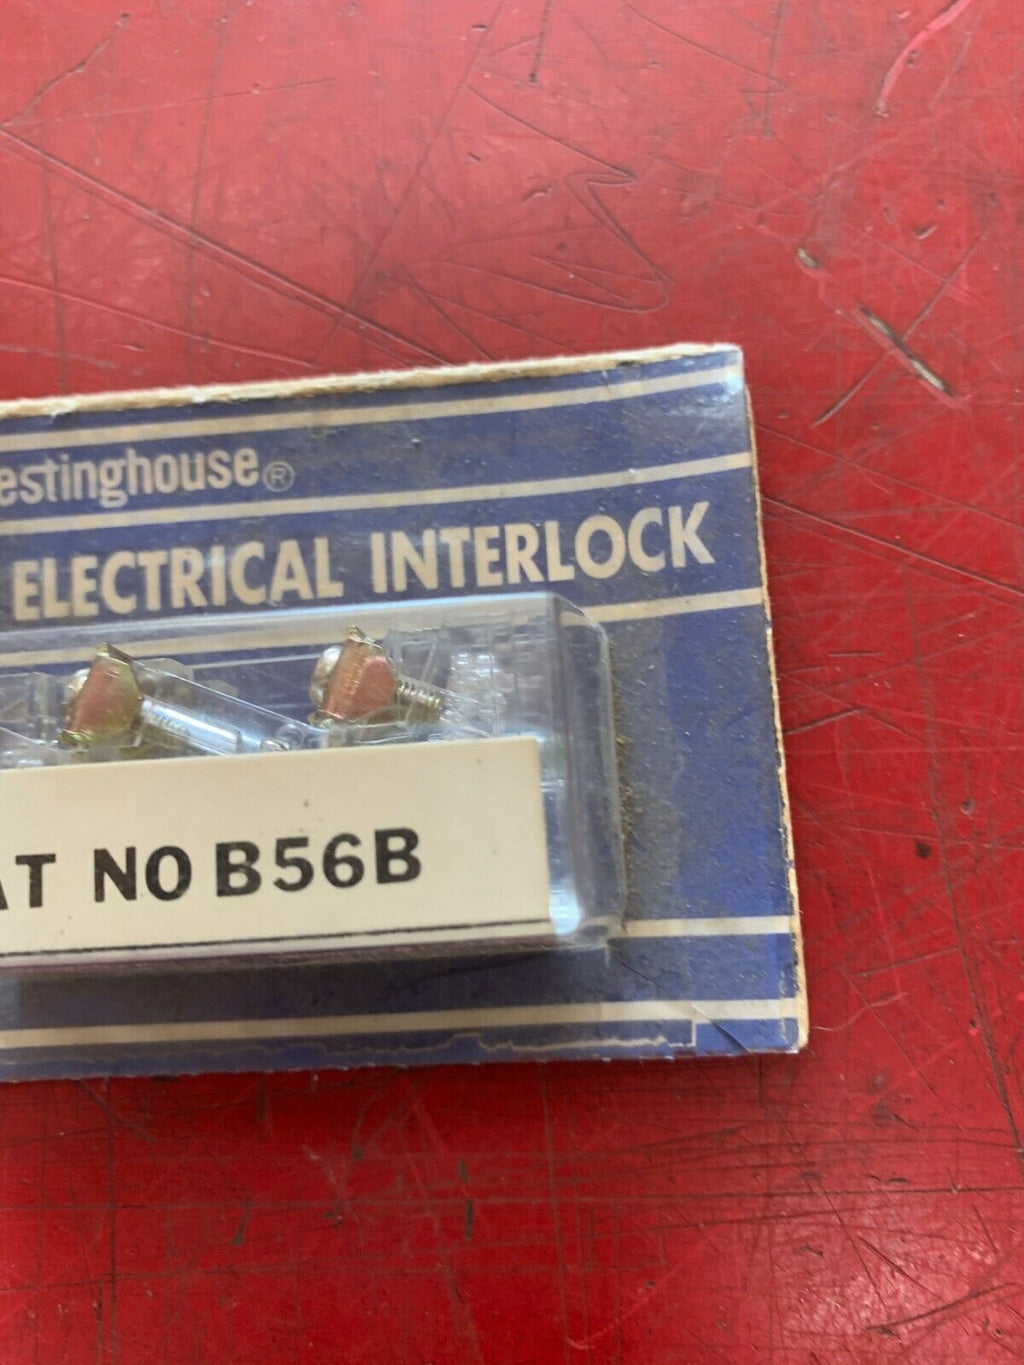 estinghouse®
ELECTRICAL INTERLOCK
AT NO B56B